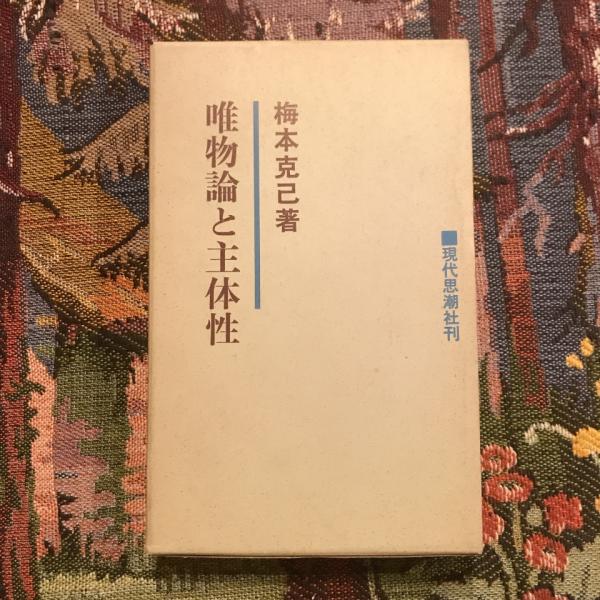 ■現代思潮社刊
梅本克己著
唯物論と主体性